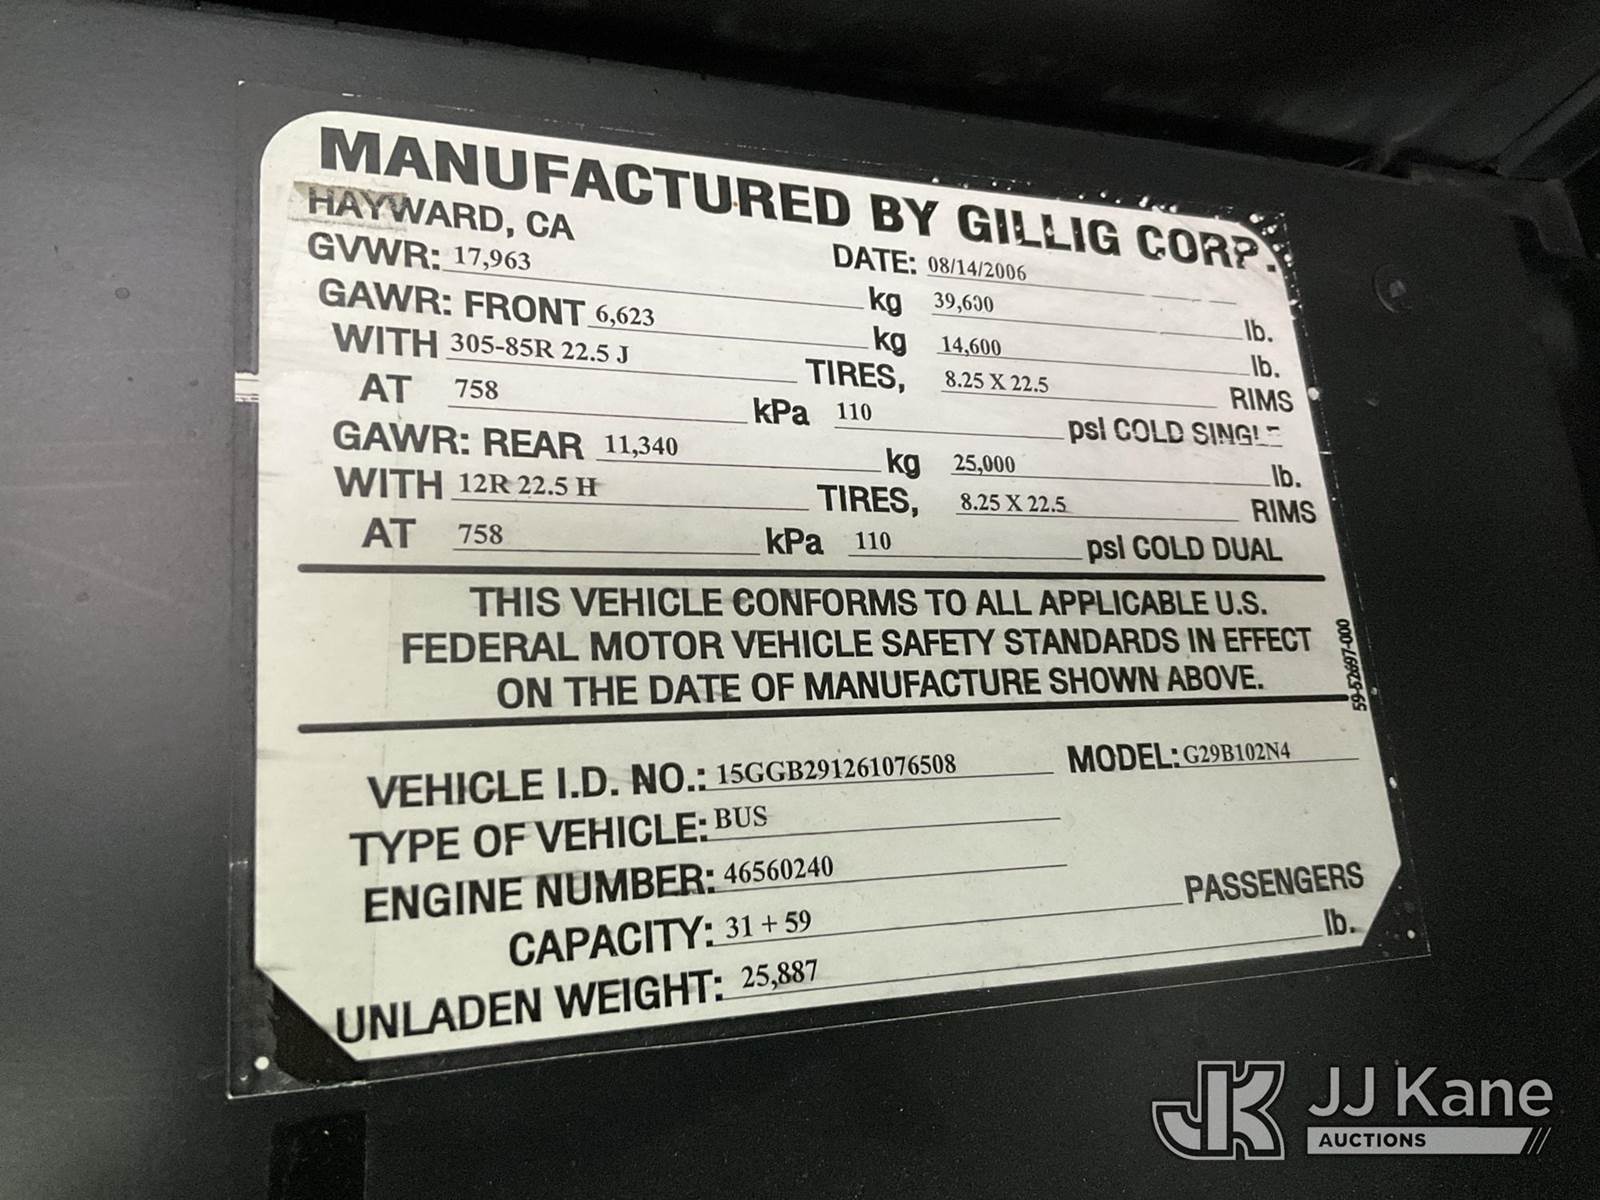 MANUFACTURED BY GILLIG CORP.
HAYWARD, CA
DATE: 08/14/2006
GVWR: 17,963 kg 39,600 lb.
GAWR: FRONT 6,623 kg 14,600 lb.
WITH 305-85R 22.5 J TIRES, 8.25 X 22.5 RIMS
AT 758 kPa 110 psI COLD SINGLE
GAWR: REAR 11,340 kg 25,000 lb.
WITH 12R 22.5 H TIRES, 8.25 X 22.5 RIMS
AT 758 kPa 110 psI COLD DUAL
THIS VEHICLE CONFORMS TO ALL APPLICABLE U.S.
FEDERAL MOTOR VEHICLE SAFETY STANDARDS IN EFFECT
ON THE DATE OF MANUFACTURE SHOWN ABOVE.
59-52697-000
VEHICLE I.D. NO.: 15GGB291261076508 MODEL: G29B102N4
TYPE OF VEHICLE: BUS
ENGINE NUMBER: 46560240
CAPACITY: 31 + 59 PASSENGERS
UNLADEN WEIGHT: 25,887 lb.
JK JJ Kane
AUCTIONS